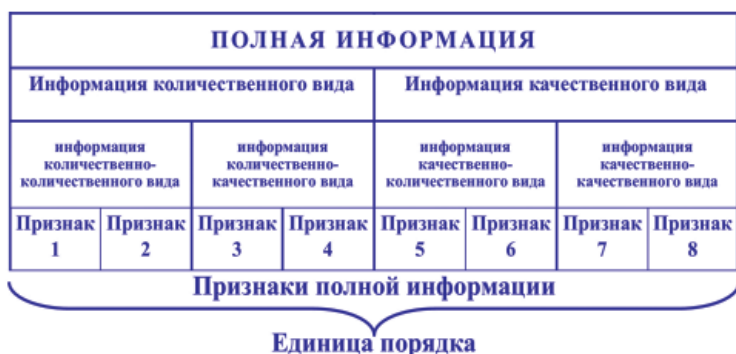 ПОЛНАЯ ИНФОРМАЦИЯ
Информация количественного вида
Информация качественного вида
информация
количественно-
количественного вида
информация
количественно-
качественного вида
информация
качественно-
количественного вида
информация
качественно-
качественного вида
Признак
1
Признак
2
Признак
3
Признак
4
Признак
5
Признак
6
Признак
7
Признак
8
Признаки полной информации
Единица порядка